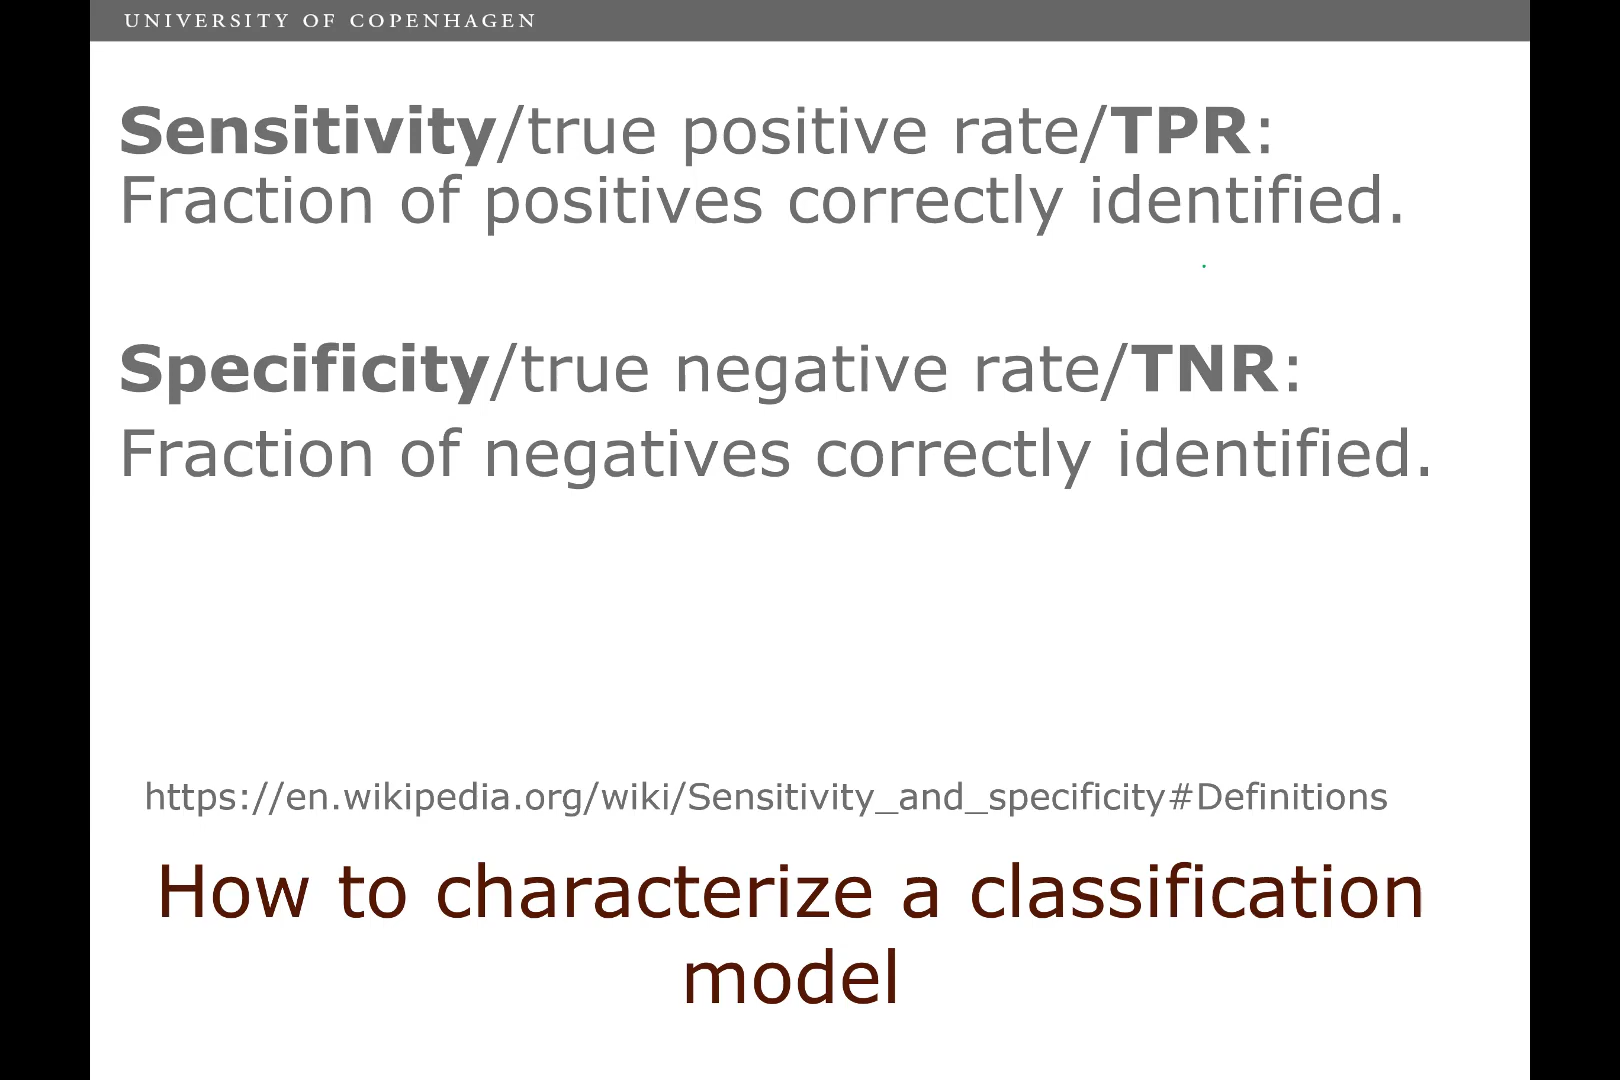 UNIVERSITY OF COPENHAGEN
Sensitivity/true positive rate/TPR:
Fraction of positives correctly identified.
Specificity/true negative rate/TNR:
Fraction of negatives correctly identified.
https://en.wikipedia.org/wiki/Sensitivity_and_specificity#Definitions
How to characterize a classification
model